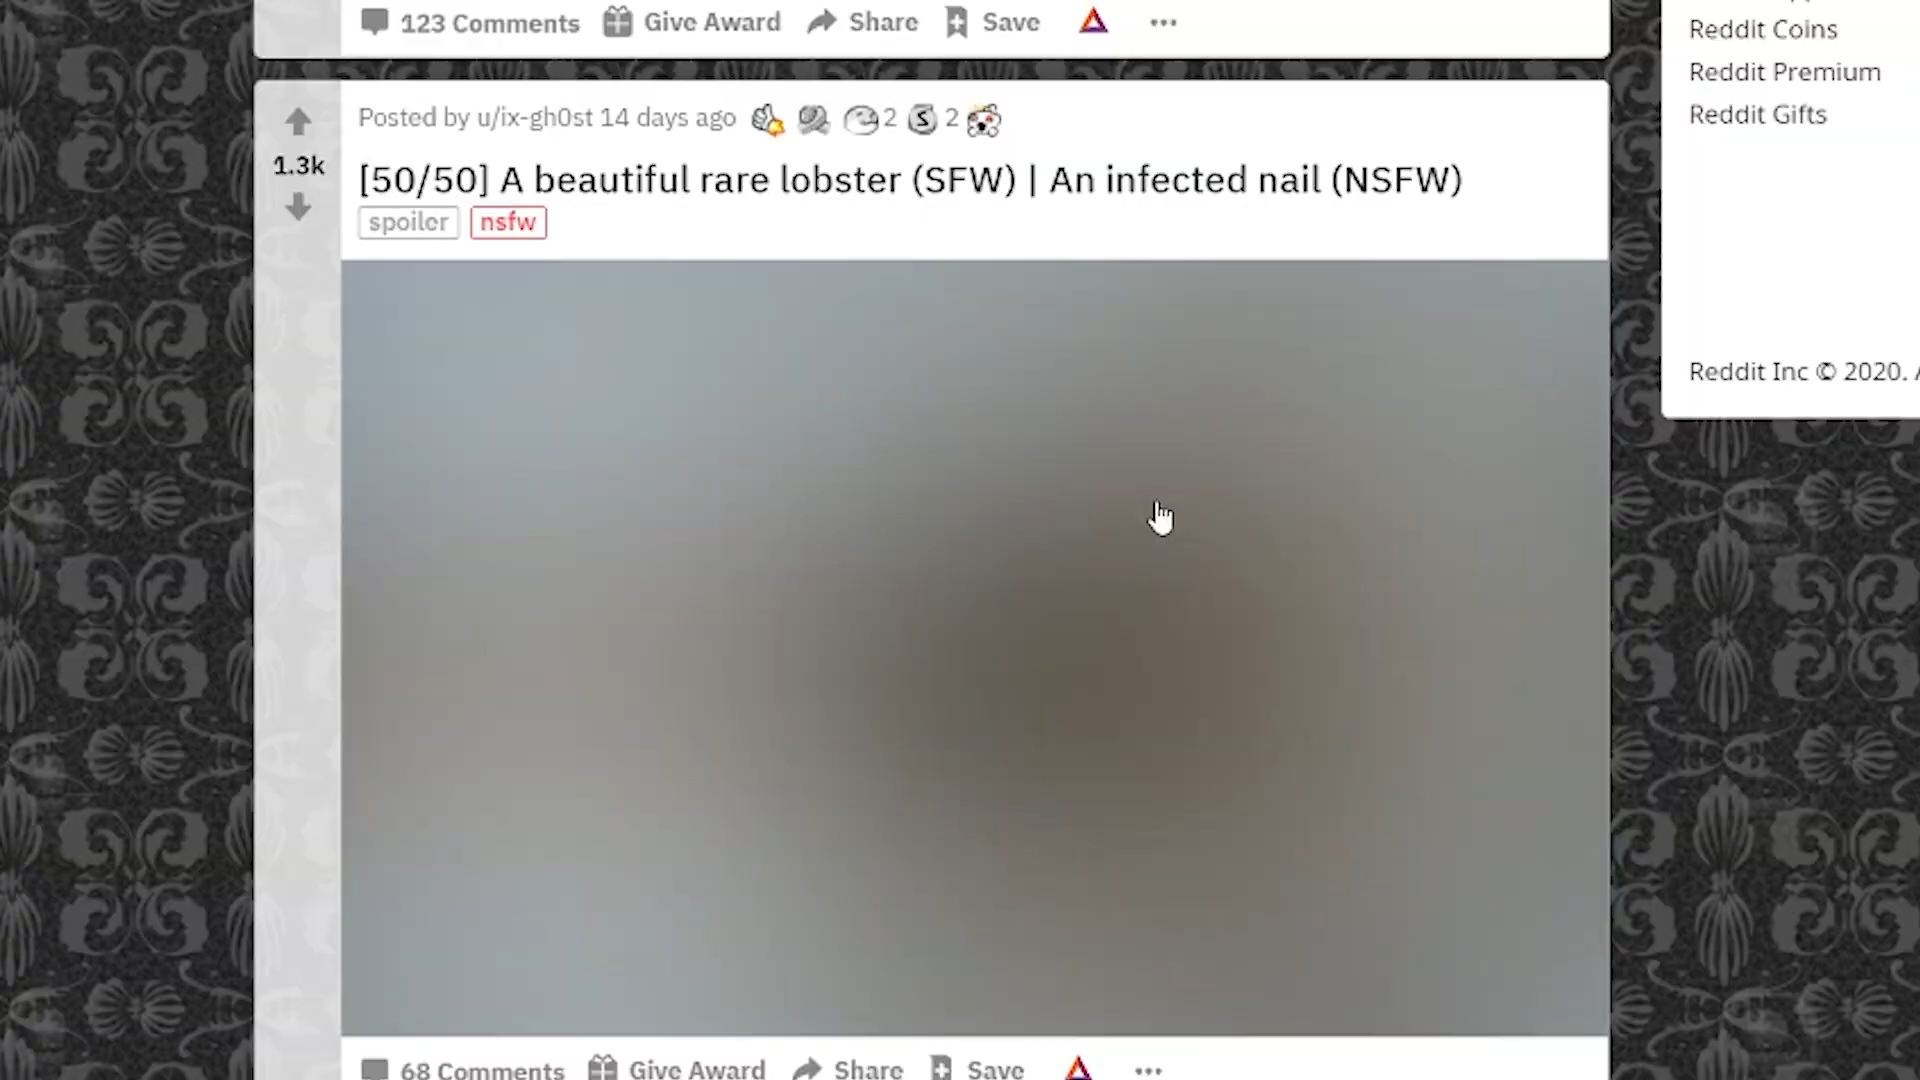 123 Comments Give Award Share Save
Reddit Coins
Reddit Premium
Reddit Gifts
Posted by u/ix-gh0st 14 days ago 2 S 2
1.3k
[50/50] A beautiful rare lobster (SFW) | An infected nail (NSFW)
spoiler nsfw
Reddit Inc © 2020.
68 Comments Give Award Share Save